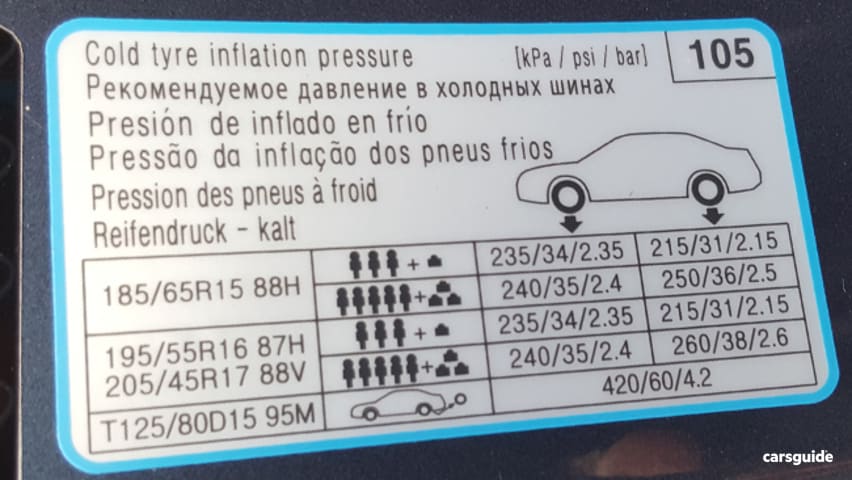 Cold tyre inflation pressure [kPa / psi / bar] 105
Рекомендуемое давление в холодных шинах
Presión de inflado en frío
Pressão da inflação dos pneus frios
Pression des pneus à froid
Reifendruck - kalt
185/65R15 88H + 235/34/2.35 215/31/2.15
+ 240/35/2.4 250/36/2.5
195/55R16 87H + 235/34/2.35 215/31/2.15
205/45R17 88V + 240/35/2.4 260/38/2.6
T125/80D15 95M 420/60/4.2
carsguide